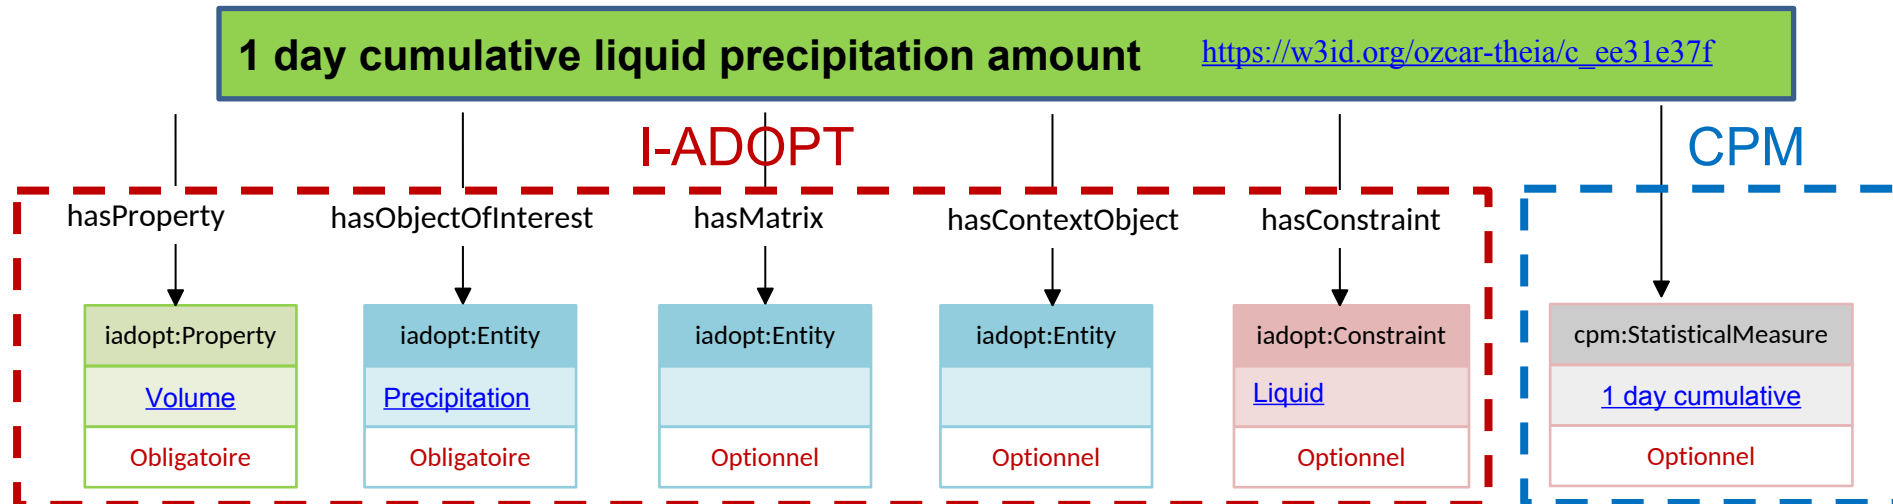 1 day cumulative liquid precipitation amount https://w3id.org/ozcar-theia/c_ee31e37f
I-ADOPT CPM
hasProperty hasObjectOfInterest hasMatrix hasContextObject hasConstraint
iadopt:Property iadopt:Entity iadopt:Entity iadopt:Entity iadopt:Constraint cpm:StatisticalMeasure
Volume Precipitation Liquid 1 day cumulative
Obligatoire Obligatoire Optionnel Optionnel Optionnel Optionnel